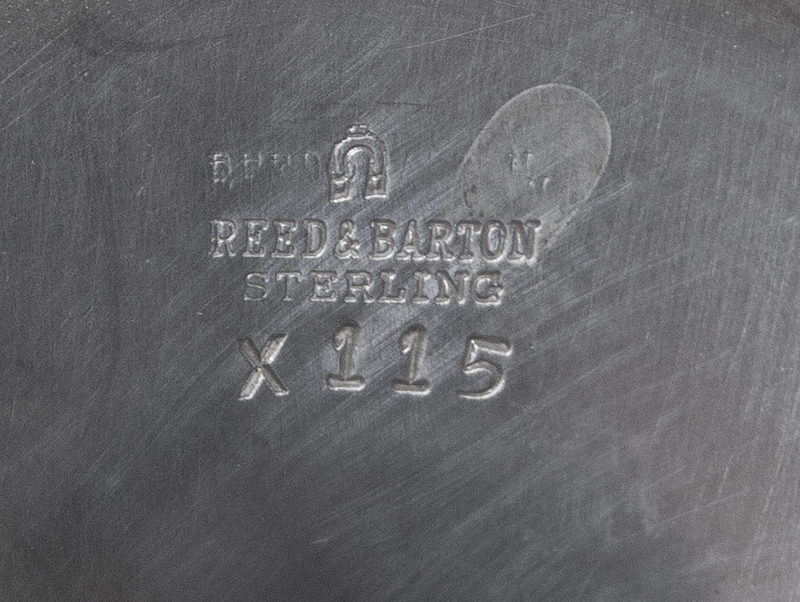 REED & BARTON
STERLING
X 115